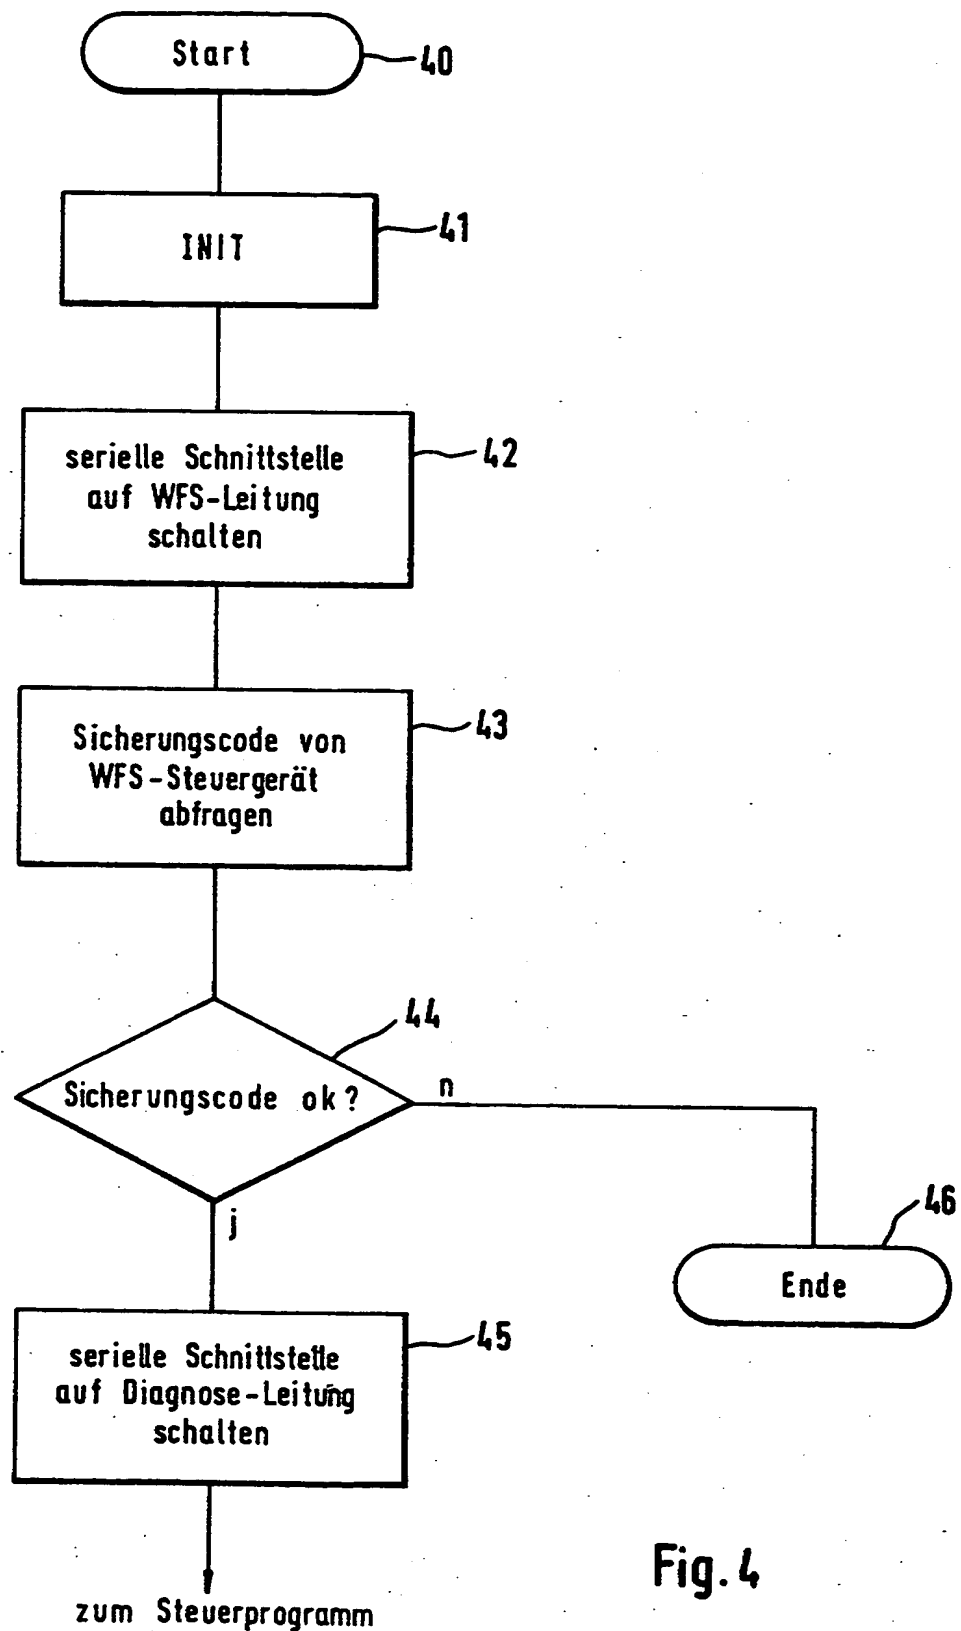 Start
40
INIT
41
serielle Schnittstelle
auf WFS-Leitung
schalten
42
Sicherungscode von
WFS-Steuergerät
abfragen
43
44
Sicherungscode ok?
n
j
46
Ende
serielle Schnittstelle
auf Diagnose-Leitung
schalten
45
Fig. 4
zum Steuerprogramm